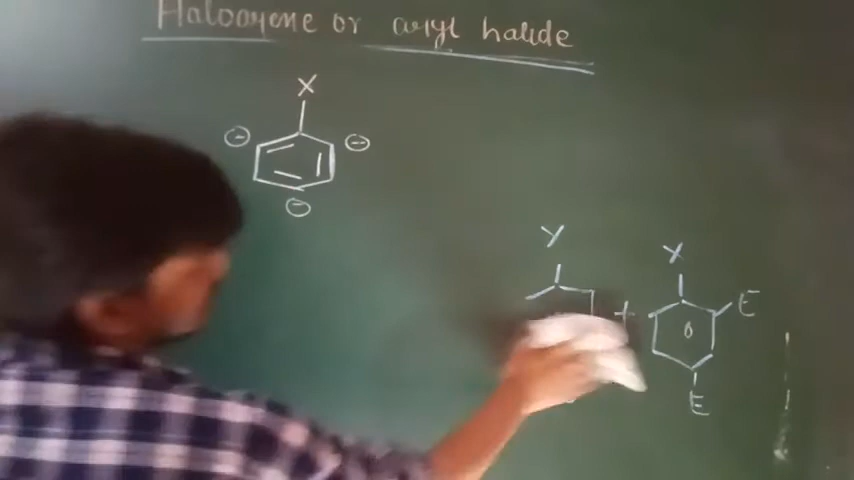 Haloarene or aryl halide
X
⊖ ⊖
⊖
X X
+ E
E